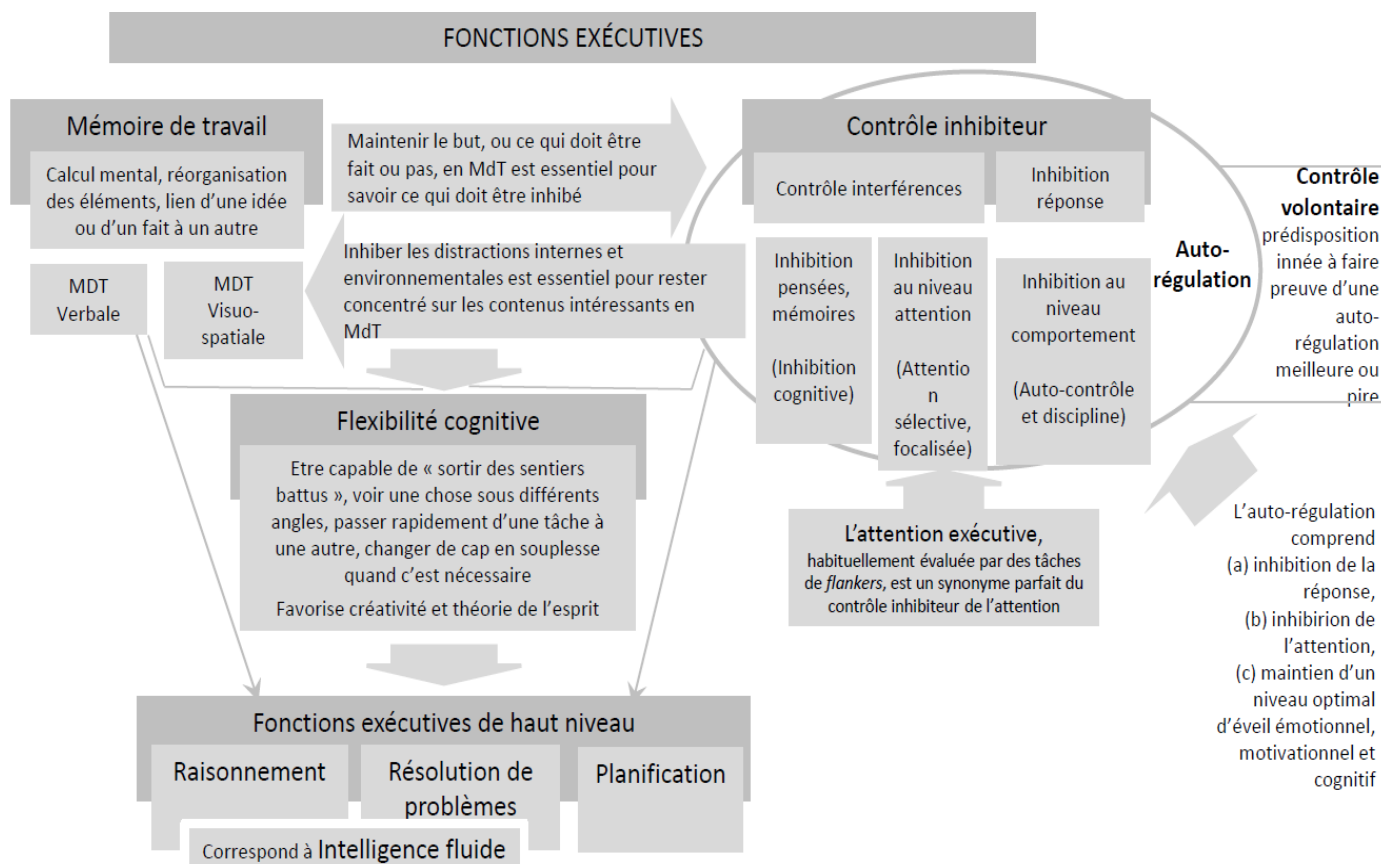 FONCTIONS EXÉCUTIVES
Mémoire de travail
Calcul mental, réorganisation
des éléments, lien d'une idée
ou d'un fait à un autre
MDT
Verbale
MDT
Visuo-
spatiale
Maintenir le but, ou ce qui doit être
fait ou pas, en MdT est essentiel pour
savoir ce qui doit être inhibé
Inhiber les distractions internes et
environnementales est essentiel pour rester
concentré sur les contenus intéressants en
MdT
Contrôle inhibiteur
Contrôle interférences
Inhibition
réponse
Inhibition
pensées,
mémoires
(Inhibition
cognitive)
Inhibition
au niveau
attention
(Attentio
n
sélective,
focalisée)
Inhibition au
niveau
comportement
(Auto-contrôle
et discipline)
Auto-
régulation
Contrôle
volontaire
prédisposition
innée à faire
preuve d'une
auto-
régulation
meilleure ou
pire
Flexibilité cognitive
Etre capable de « sortir des sentiers
battus », voir une chose sous différents
angles, passer rapidement d'une tâche à
une autre, changer de cap en souplesse
quand c'est nécessaire
Favorise créativité et théorie de l'esprit
L'attention exécutive,
habituellement évaluée par des tâches
de flankers, est un synonyme parfait du
contrôle inhibiteur de l'attention
L'auto-régulation
comprend
(a) inhibition de la
réponse,
(b) inhibirion de
l'attention,
(c) maintien d'un
niveau optimal
d'éveil émotionnel,
motivationnel et
cognitif
Fonctions exécutives de haut niveau
Raisonnement
Résolution de
problèmes
Planification
Correspond à Intelligence fluide